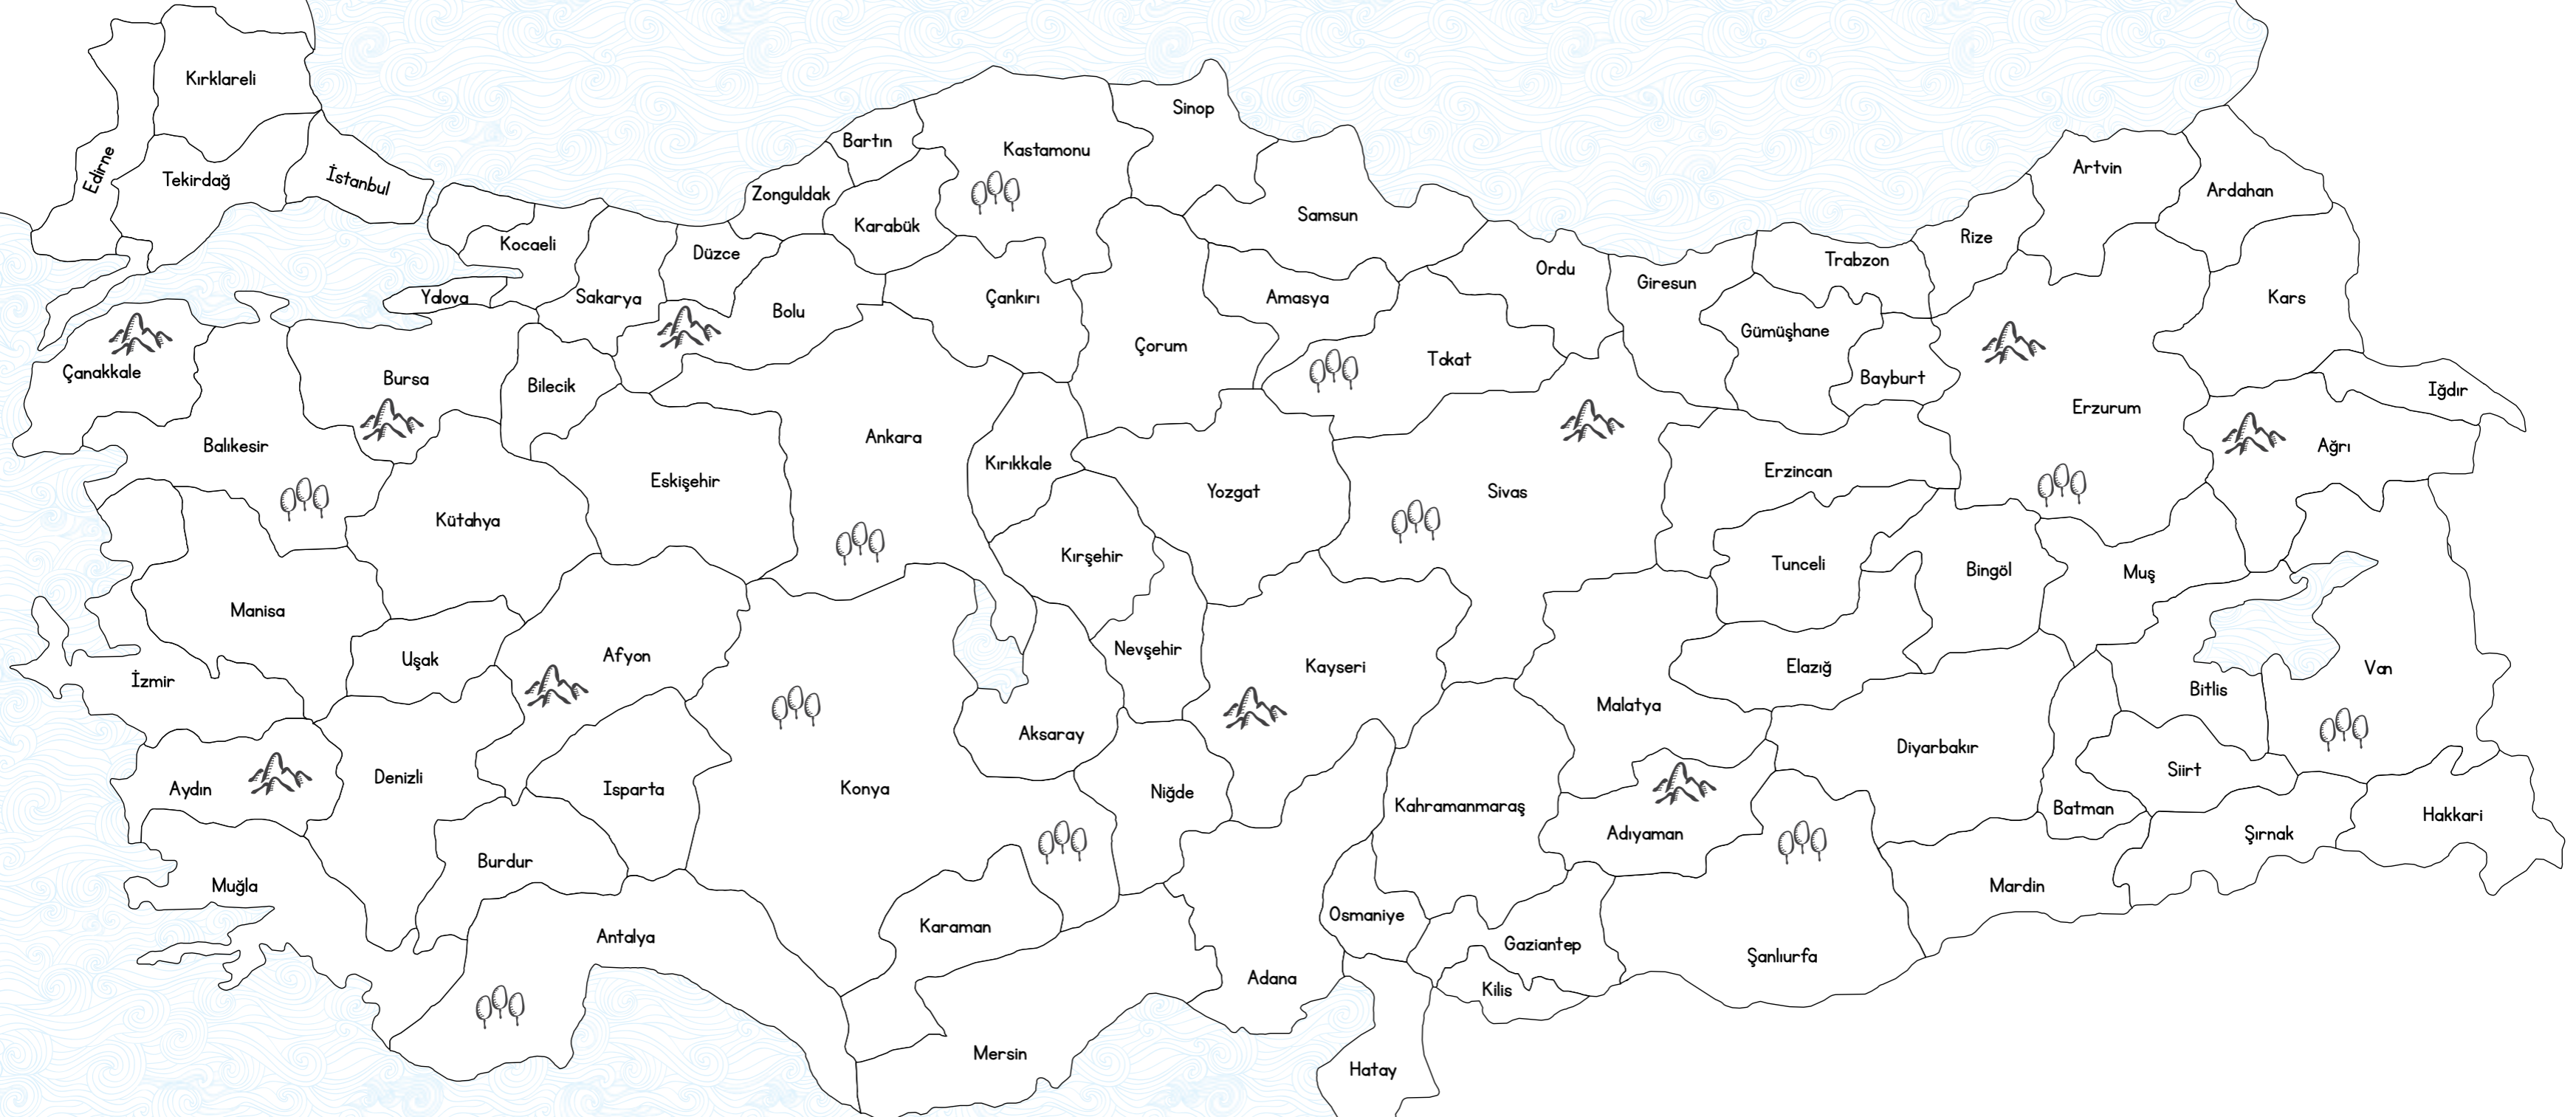 Kırklareli
Edirne
Tekirdağ
İstanbul
Kocaeli
Yalova
Sakarya
Düzce
Zonguldak
Bartın
Karabük
Kastamonu
Sinop
Samsun
Bolu
Çankırı
Çorum
Amasya
Tokat
Ordu
Giresun
Trabzon
Rize
Artvin
Ardahan
Gümüşhane
Bayburt
Kars
Iğdır
Ağrı
Erzurum
Çanakkale
Balıkesir
Bursa
Bilecik
Kütahya
Eskişehir
Ankara
Kırıkkale
Kırşehir
Yozgat
Sivas
Erzincan
Tunceli
Bingöl
Muş
Manisa
İzmir
Uşak
Afyon
Aksaray
Nevşehir
Kayseri
Malatya
Elazığ
Diyarbakır
Bitlis
Van
Aydın
Denizli
Isparta
Konya
Niğde
Kahramanmaraş
Adıyaman
Batman
Siirt
Şırnak
Hakkari
Muğla
Burdur
Antalya
Karaman
Mersin
Adana
Osmaniye
Gaziantep
Kilis
Şanlıurfa
Mardin
Hatay